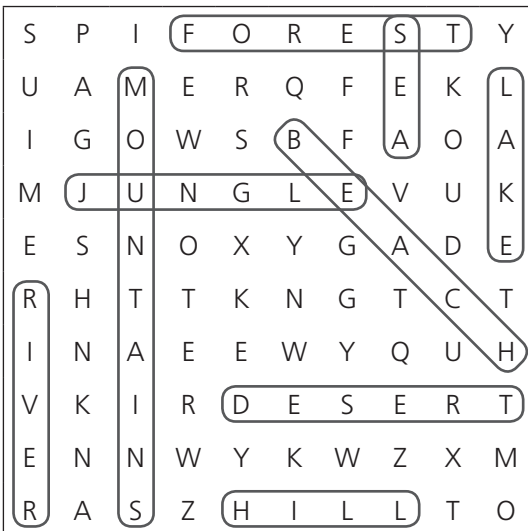 S P I F O R E S T Y
U A M E R Q F E K L
I G O W S B F A O A
M J U N G L E V U K
E S N O X Y G A D E
R H T T K N G T C T
I N A E E W Y Q U H
V K I R D E S E R T
E N N W Y K W Z X M
R A S Z H I L L T O